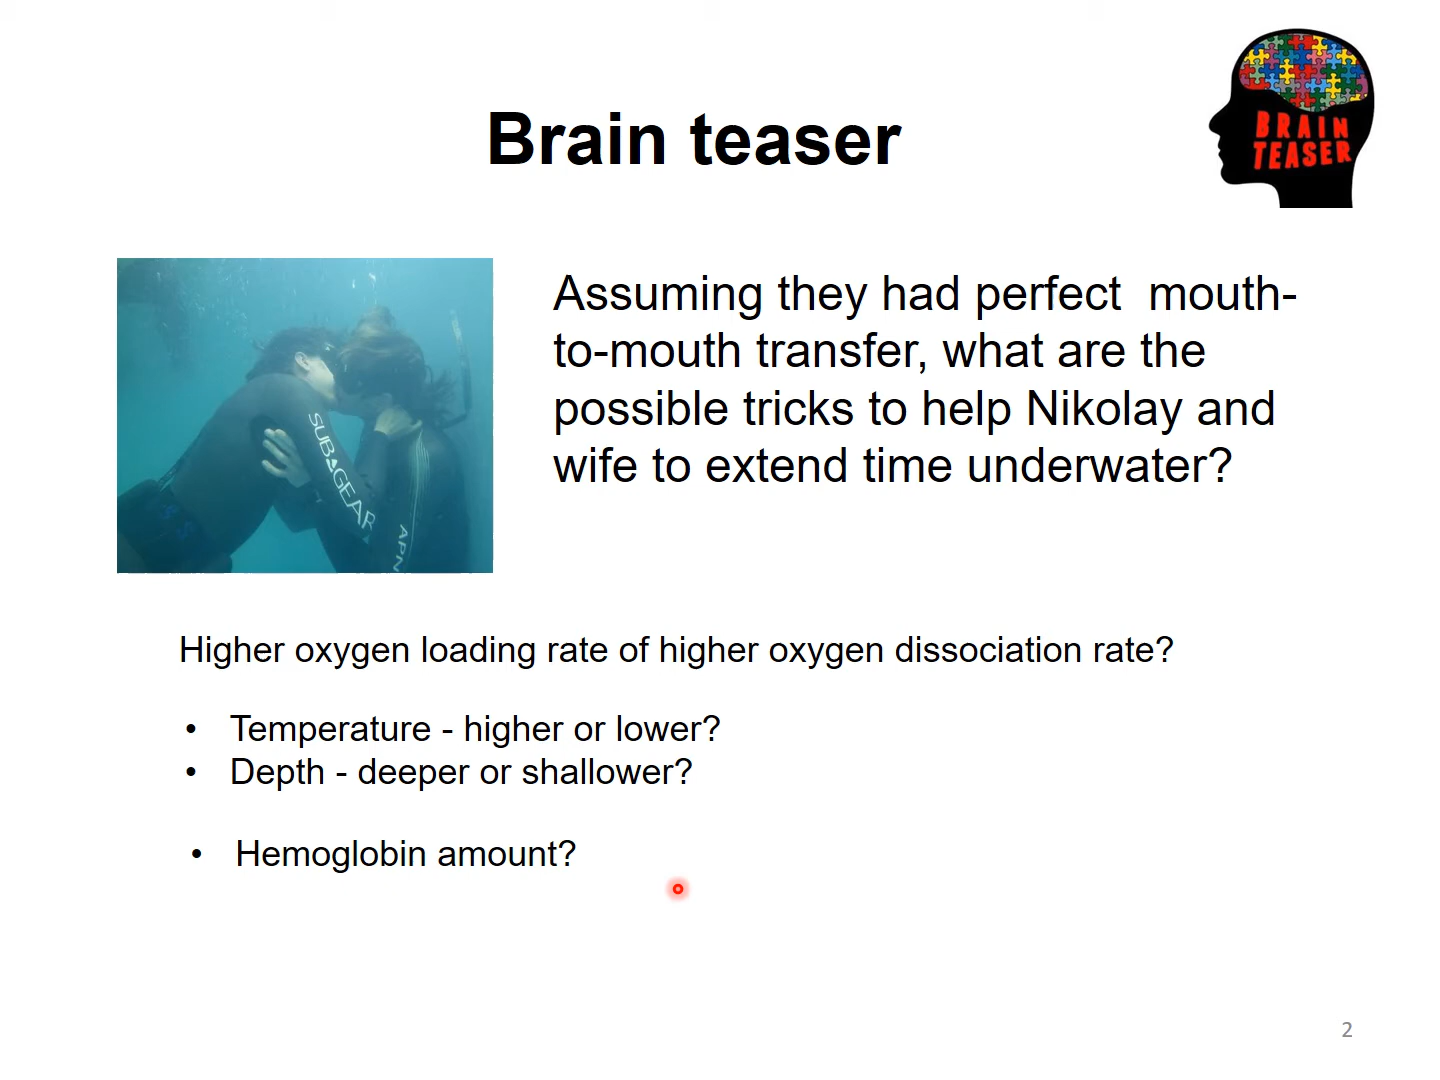 BRAIN
TEASER
Brain teaser
SUB GEAR
APN
Assuming they had perfect  mouth-
to-mouth transfer, what are the
possible tricks to help Nikolay and
wife to extend time underwater?
Higher oxygen loading rate of higher oxygen dissociation rate?
• Temperature - higher or lower?
• Depth - deeper or shallower?
• Hemoglobin amount?
2